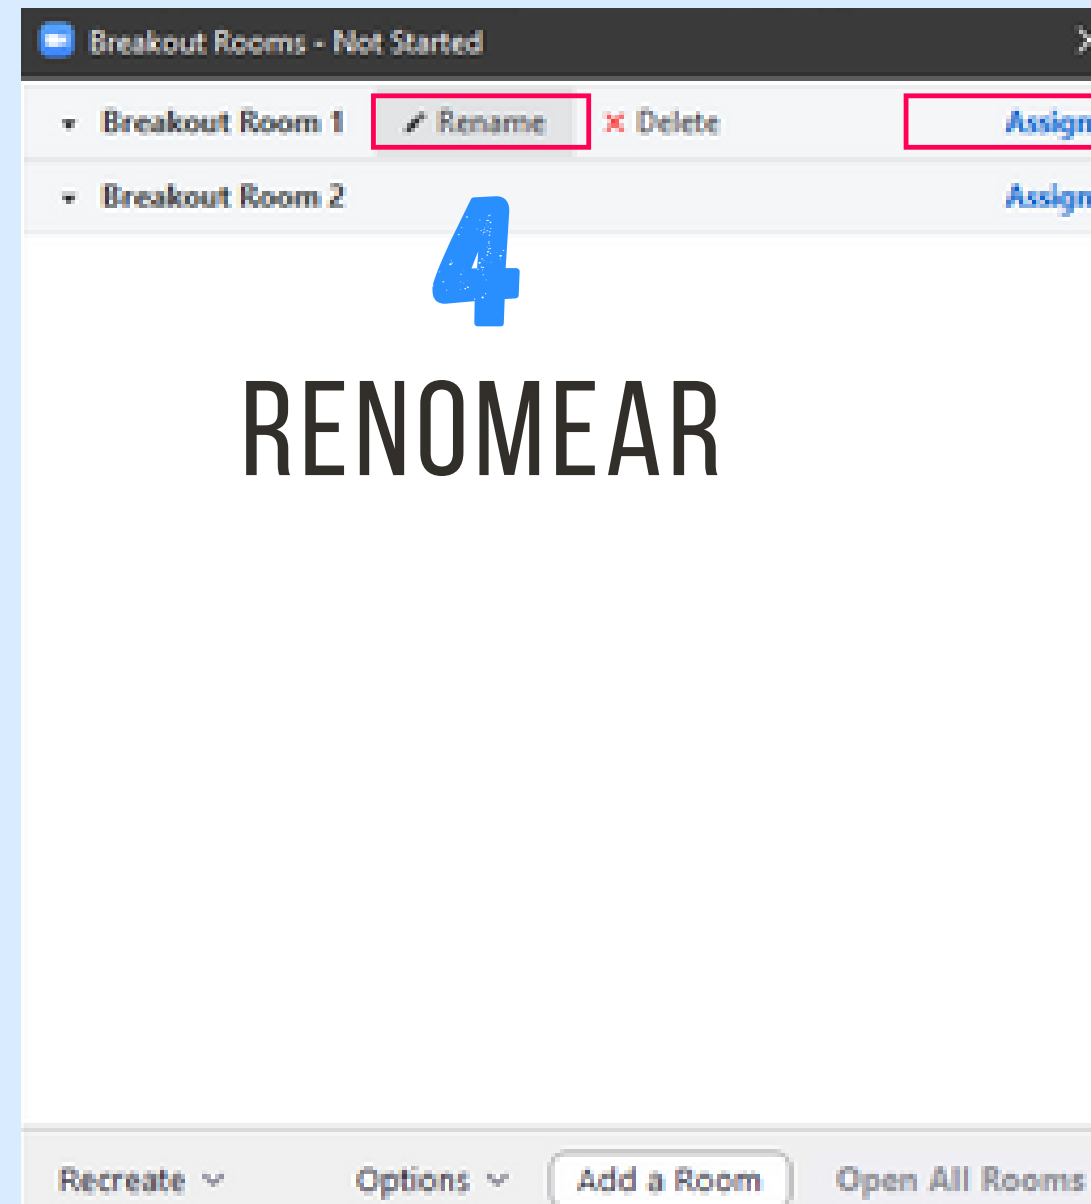 Breakout Rooms - Not Started
Breakout Room 1 Rename Delete Assign
Breakout Room 2 Assign
4
RENOMEAR
Recreate Options Add a Room Open All Rooms